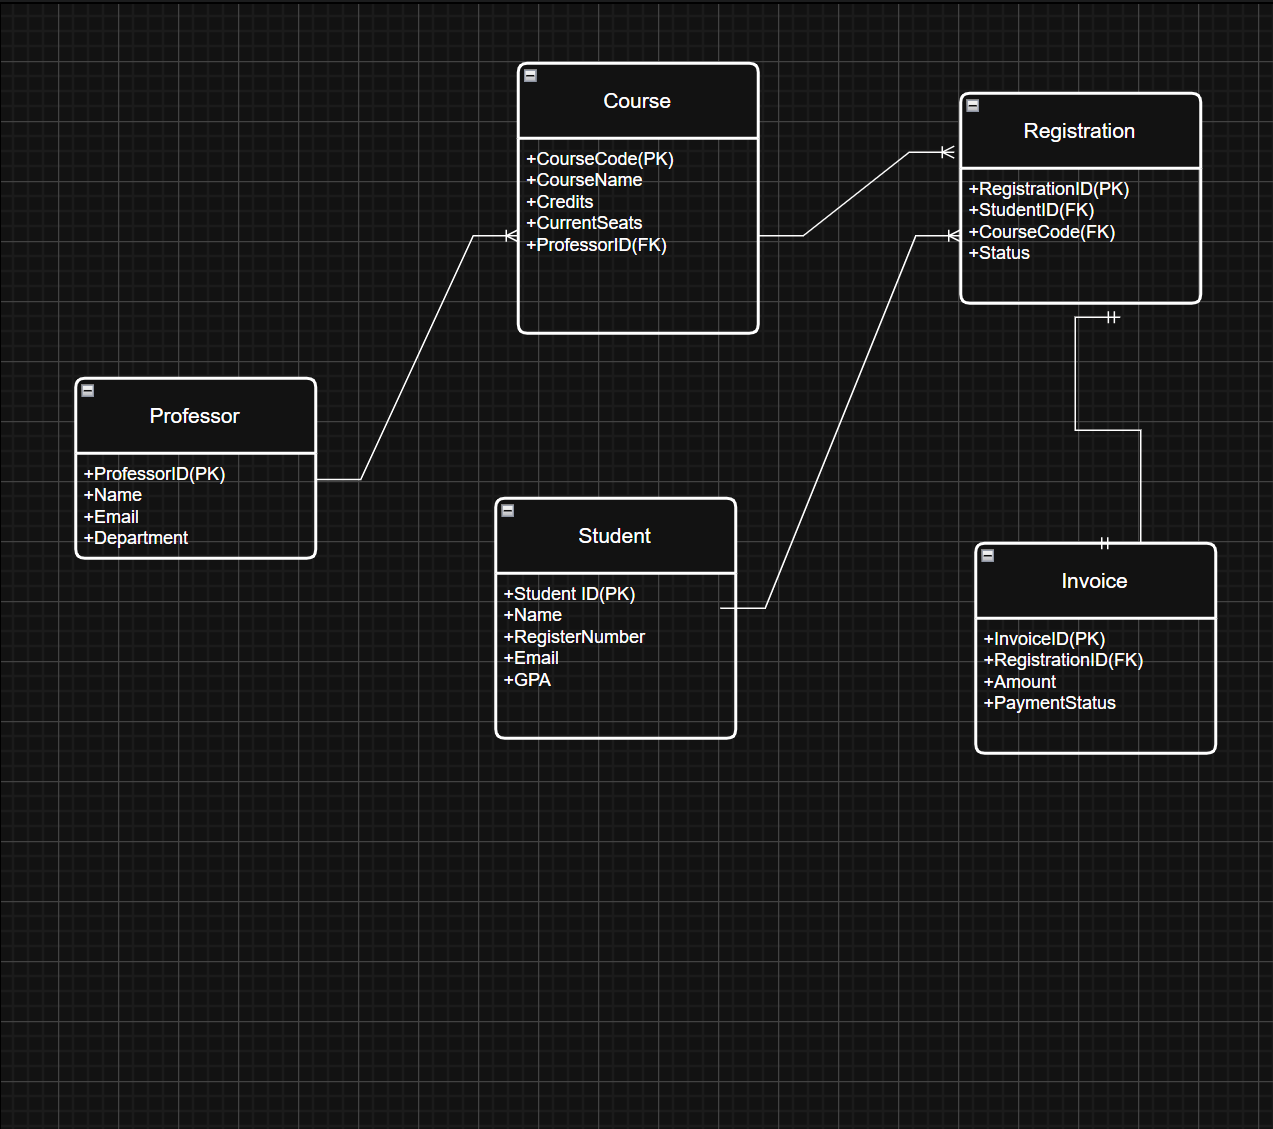 Course
+CourseCode(PK)
+CourseName
+Credits
+CurrentSeats
+ProfessorID(FK)
Registration
+RegistrationID(PK)
+StudentID(FK)
+CourseCode(FK)
+Status
Professor
+ProfessorID(PK)
+Name
+Email
+Department
Student
+Student ID(PK)
+Name
+RegisterNumber
+Email
+GPA
Invoice
+InvoiceID(PK)
+RegistrationID(FK)
+Amount
+PaymentStatus